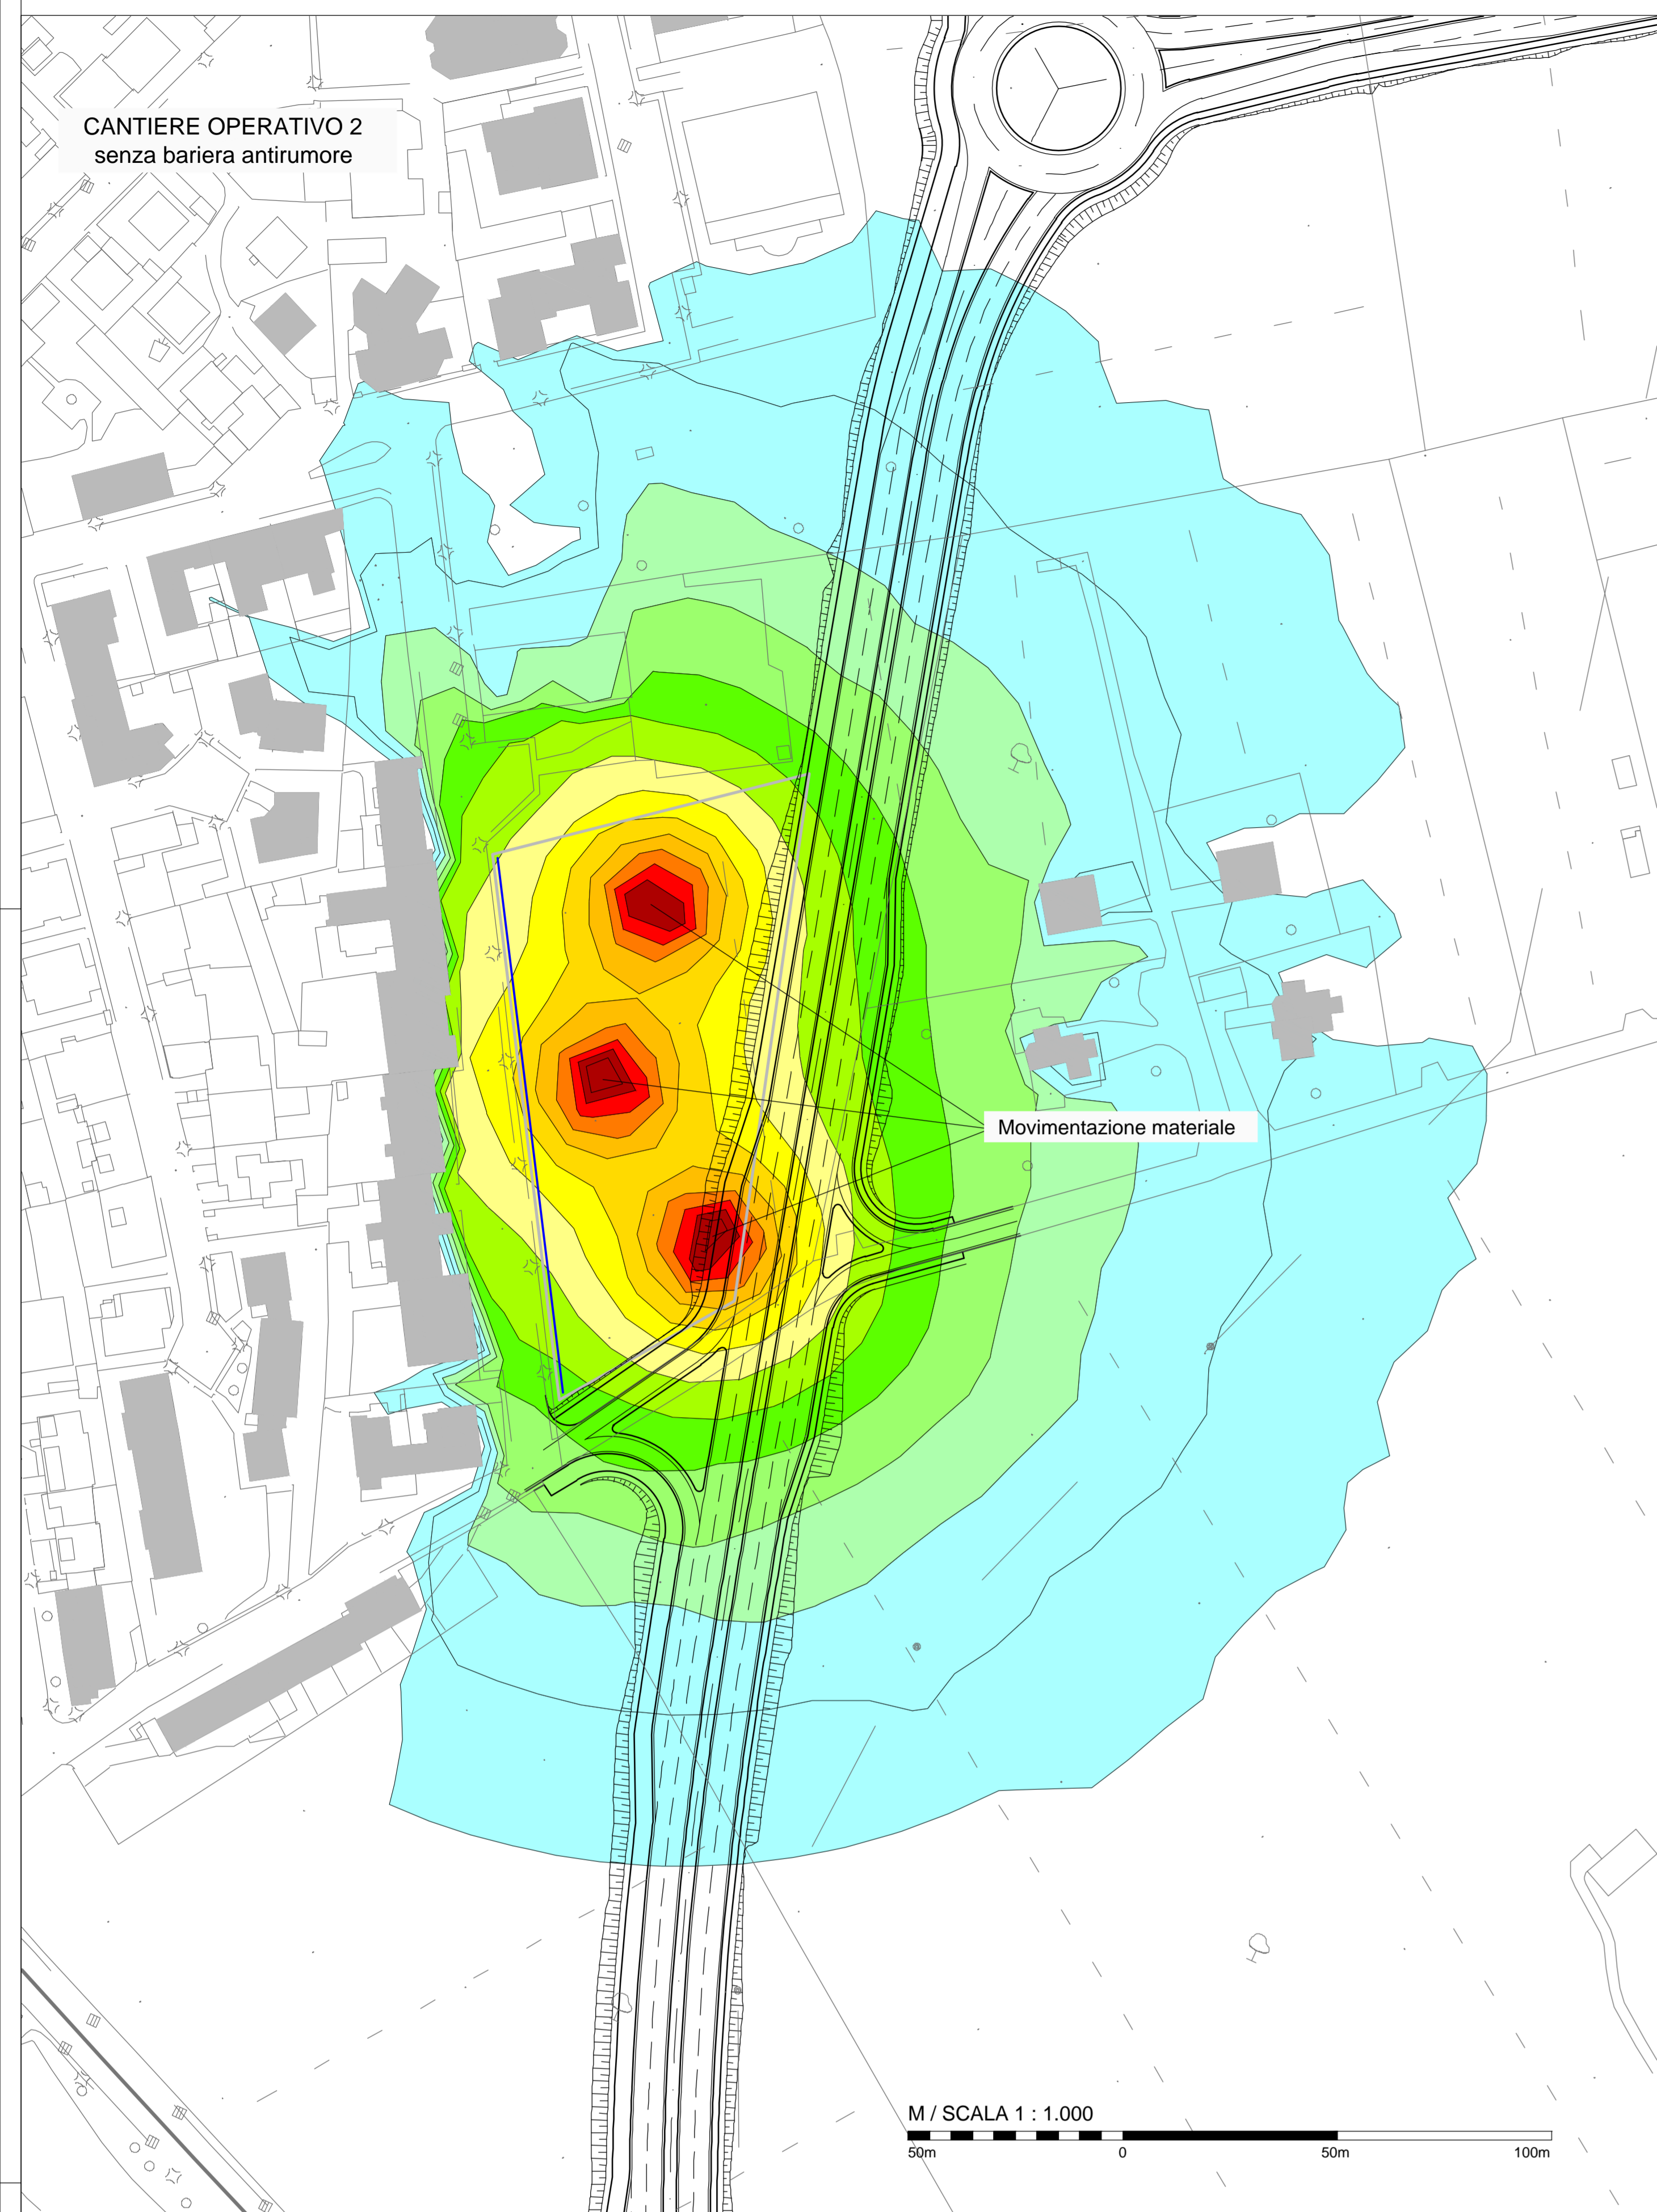 CANTIERE OPERATIVO 2
senza bariera antirumore
Movimentazione materiale
M / SCALA 1 : 1.000
50m 0 50m 100m